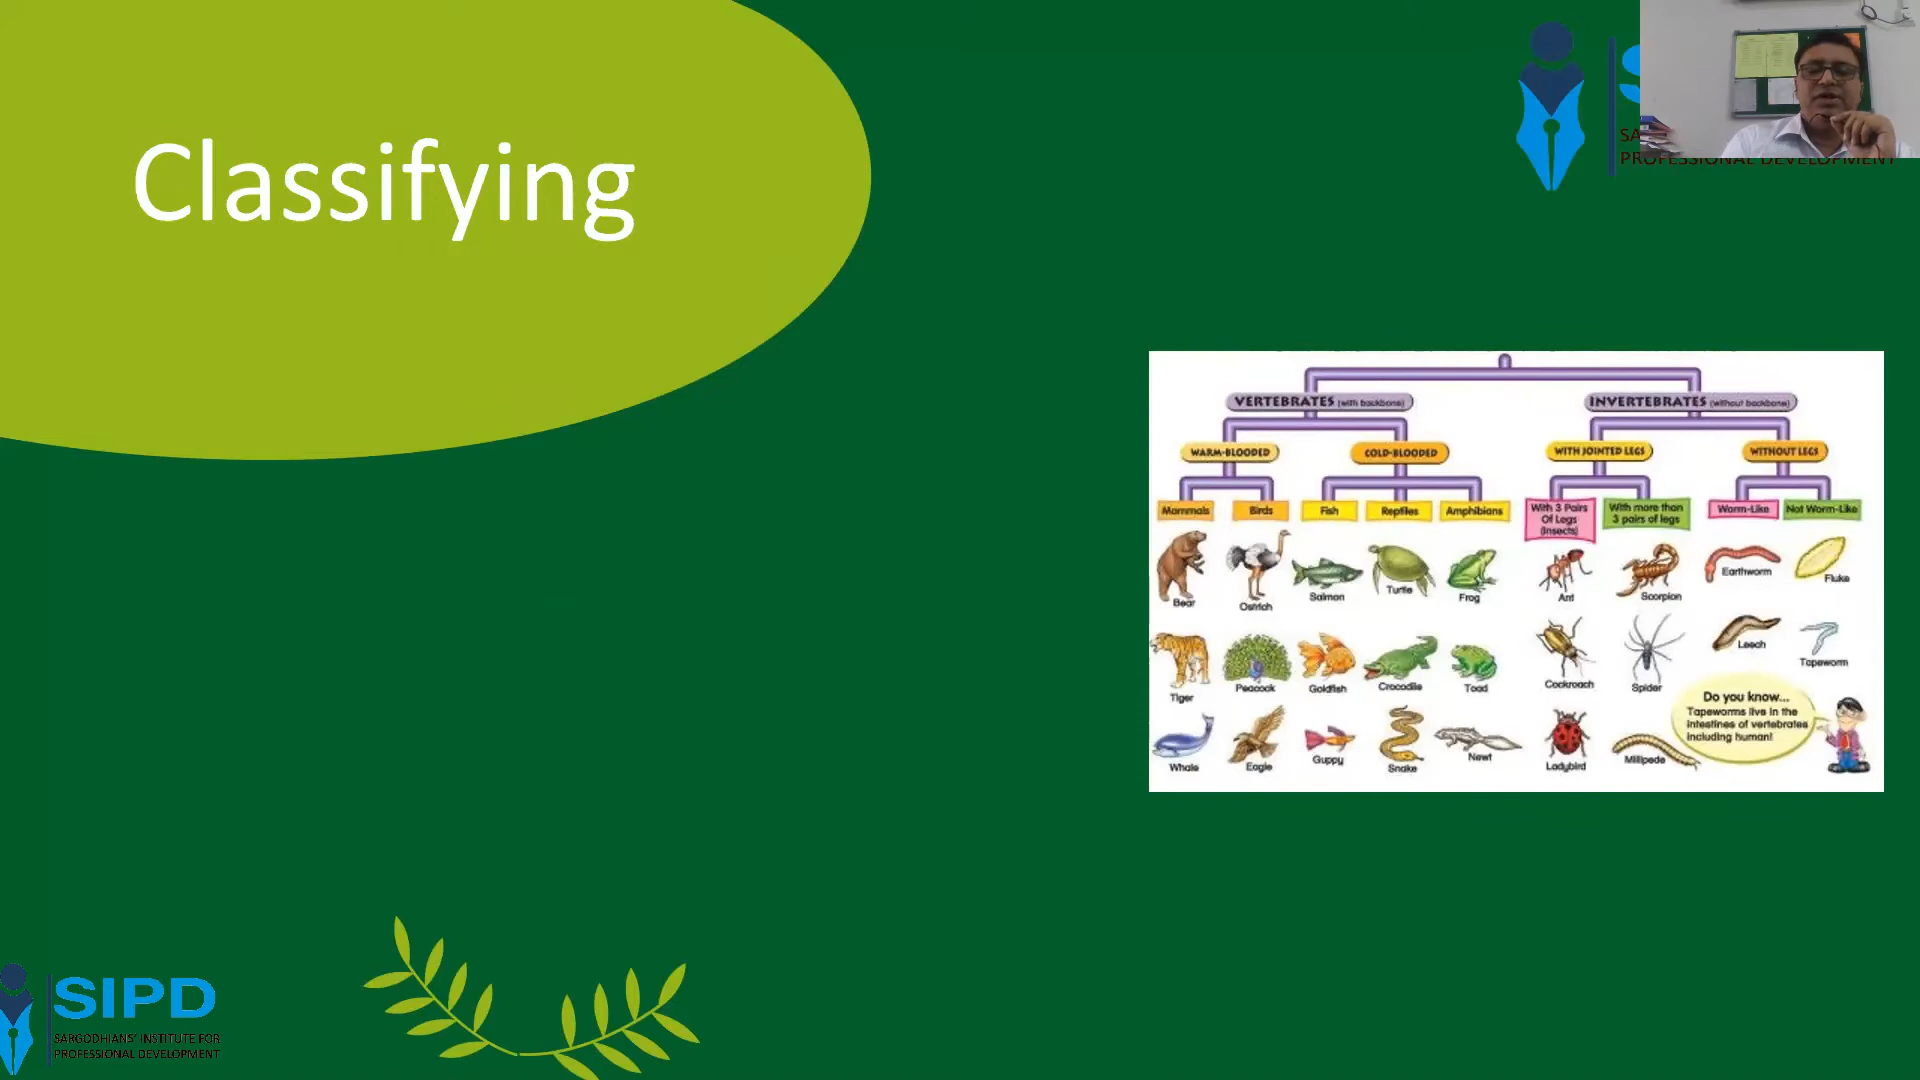 Classifying
SA
PROFESSIONAL DEVELOPMENT
VERTEBRATES (with backbone)
INVERTEBRATES (without backbone)
WARM-BLOODED
COLD-BLOODED
WITH JOINTED LEGS
WITHOUT LEGS
Mammals
Birds
Fish
Reptiles
Amphibians
With 3 Pairs
Of Legs
(insects)
With more than
3 pairs of legs
Worm-Like
Not Worm-Like
Bear
Ostrich
Salmon
Turtle
Frog
Ant
Scorpion
Earthworm
Fluke
Tiger
Peacock
Goldfish
Crocodile
Toad
Cockroach
Spider
Leech
Tapeworm
Whale
Eagle
Guppy
Snake
Newt
Ladybird
Millipede
Do you know...
Tapeworms live in the
intestines of vertebrates
including human!
SIPD
SARGODHIANS' INSTITUTE FOR
PROFESSIONAL DEVELOPMENT